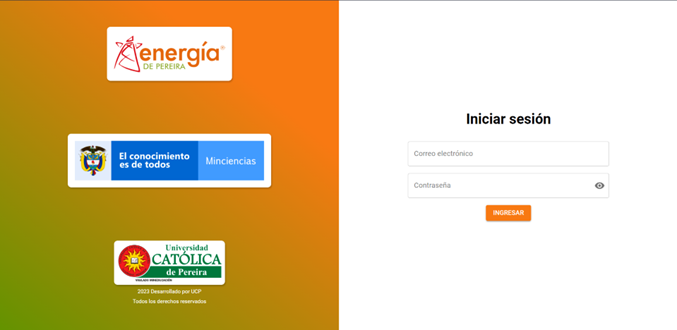 energía®
DE PEREIRA
El conocimiento
es de todos
Minciencias
Universidad
CATÓLICA
de Pereira
2023 Desarrollado por UCP
Todos los derechos reservados
Iniciar sesión
Correo electrónico
Contraseña
INGRESAR